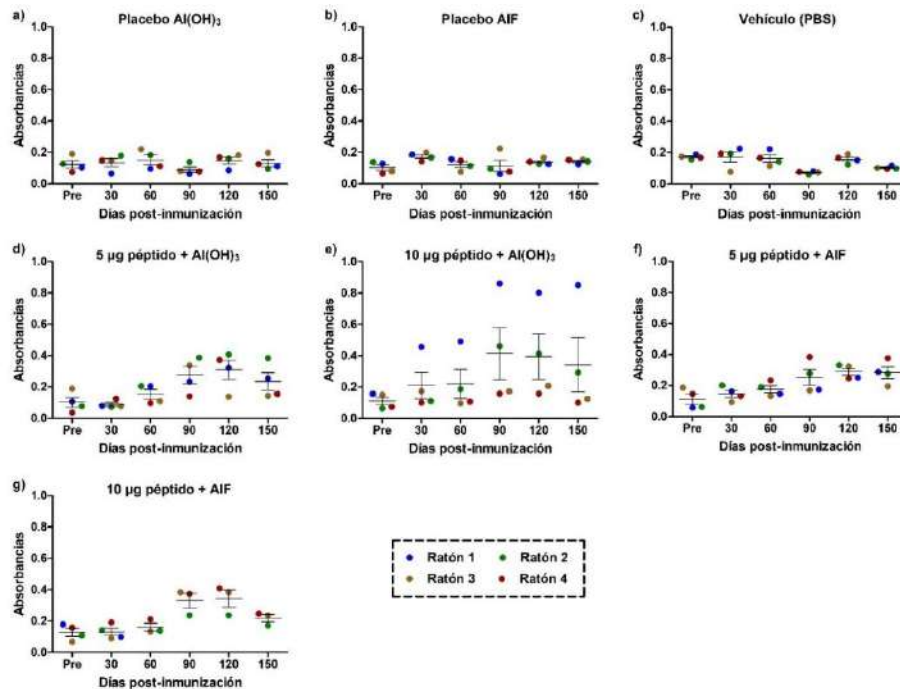 a) Placebo Al(OH)₃
Absorbancias
1.0
0.8
0.6
0.4
0.2
0.0
Pre 30 60 90 120 150
Días post-inmunización
b) Placebo AIF
Absorbancias
1.0
0.8
0.6
0.4
0.2
0.0
Pre 30 60 90 120 150
Días post-inmunización
c) Vehículo (PBS)
Absorbancias
1.0
0.8
0.6
0.4
0.2
0.0
Pre 30 60 90 120 150
Días post-inmunización
d) 5 µg péptido + Al(OH)₃
Absorbancias
1.0
0.8
0.6
0.4
0.2
0.0
Pre 30 60 90 120 150
Días post-inmunización
e) 10 µg péptido + Al(OH)₃
Absorbancias
1.0
0.8
0.6
0.4
0.2
0.0
Pre 30 60 90 120 150
Días post-inmunización
f) 5 µg péptido + AIF
Absorbancias
1.0
0.8
0.6
0.4
0.2
0.0
Pre 30 60 90 120 150
Días post-inmunización
g) 10 µg péptido + AIF
Absorbancias
1.0
0.8
0.6
0.4
0.2
0.0
Pre 30 60 90 120 150
Días post-inmunización
Ratón 1 Ratón 2
Ratón 3 Ratón 4